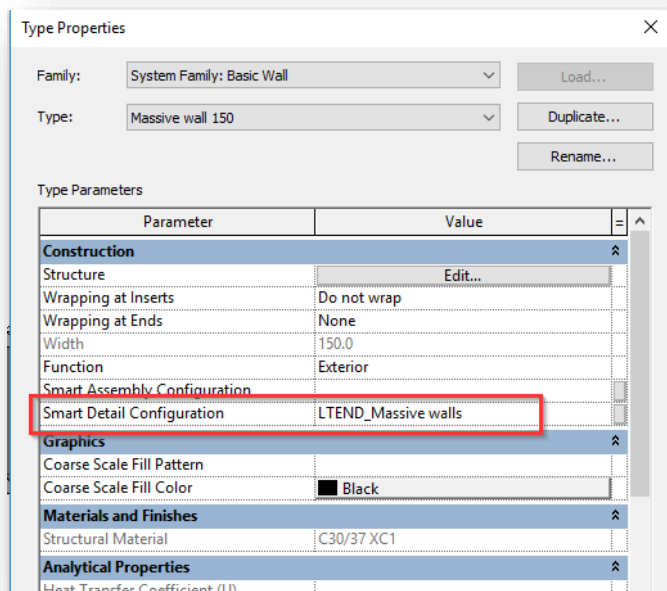 Type Properties
Family: System Family: Basic Wall Load...
Type: Massive wall 150 Duplicate...
Rename...
Type Parameters
Parameter Value =
Construction
Structure Edit...
Wrapping at Inserts Do not wrap
Wrapping at Ends None
Width 150.0
Function Exterior
Smart Assembly Configuration
Smart Detail Configuration LTEND_Massive walls
Graphics
Coarse Scale Fill Pattern
Coarse Scale Fill Color Black
Materials and Finishes
Structural Material C30/37 XC1
Analytical Properties
Heat Transfer Coefficient (U)